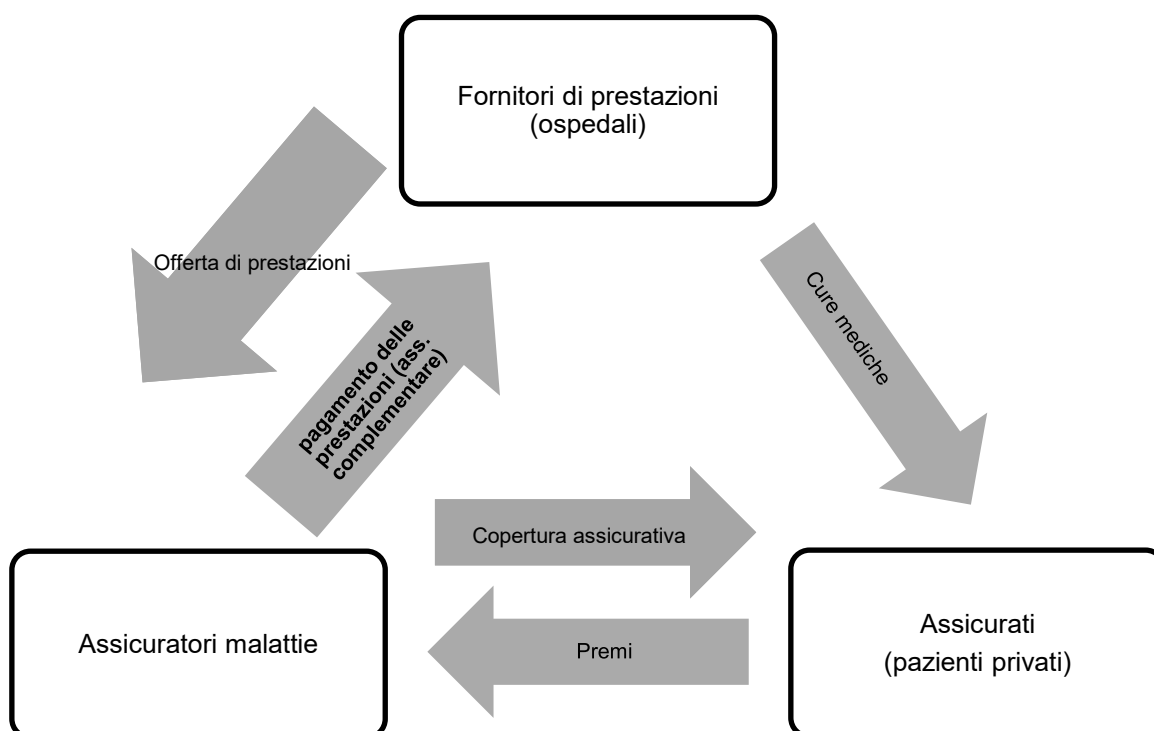 Fornitori di prestazioni
(ospedali)
Offerta di prestazioni
Cure mediche
pagamento delle
prestazioni (ass.
complementare)
Copertura assicurativa
Assicuratori malattie
Premi
Assicurati
(pazienti privati)